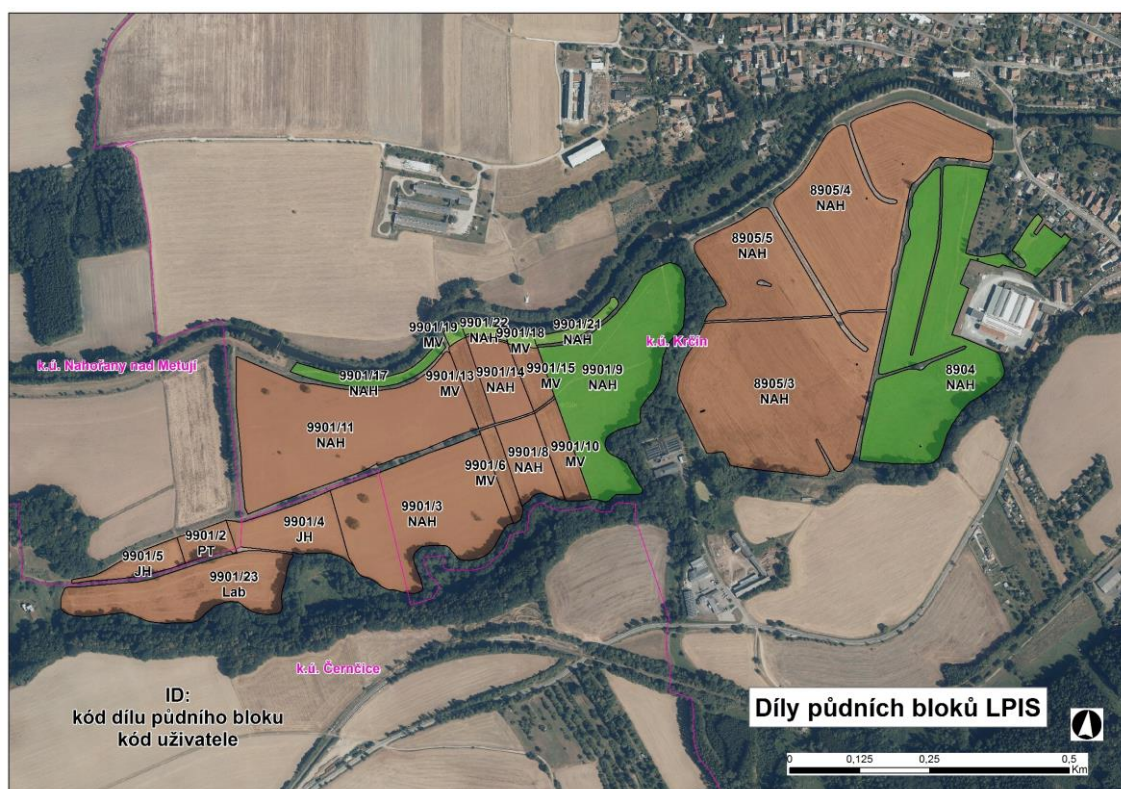 8905/4
NAH
8905/5
NAH
9901/19
MV
9901/22
NAH
9901/18
MV
9901/21
NAH
k.ú. Krčín
k.ú. Nahořany nad Metují
9901/17
NAH
9901/13
MV
9901/14
NAH
9901/15
MV
9901/9
NAH
8905/3
NAH
8904
NAH
9901/11
NAH
9901/6
MV
9901/8
NAH
9901/10
MV
9901/3
NAH
9901/4
JH
9901/2
PT
9901/5
JH
9901/23
Lab
k.ú. Černčice
ID:
kód dílu půdního bloku
kód uživatele
Díly půdních bloků LPIS
0 0,125 0,25 0,5
Km